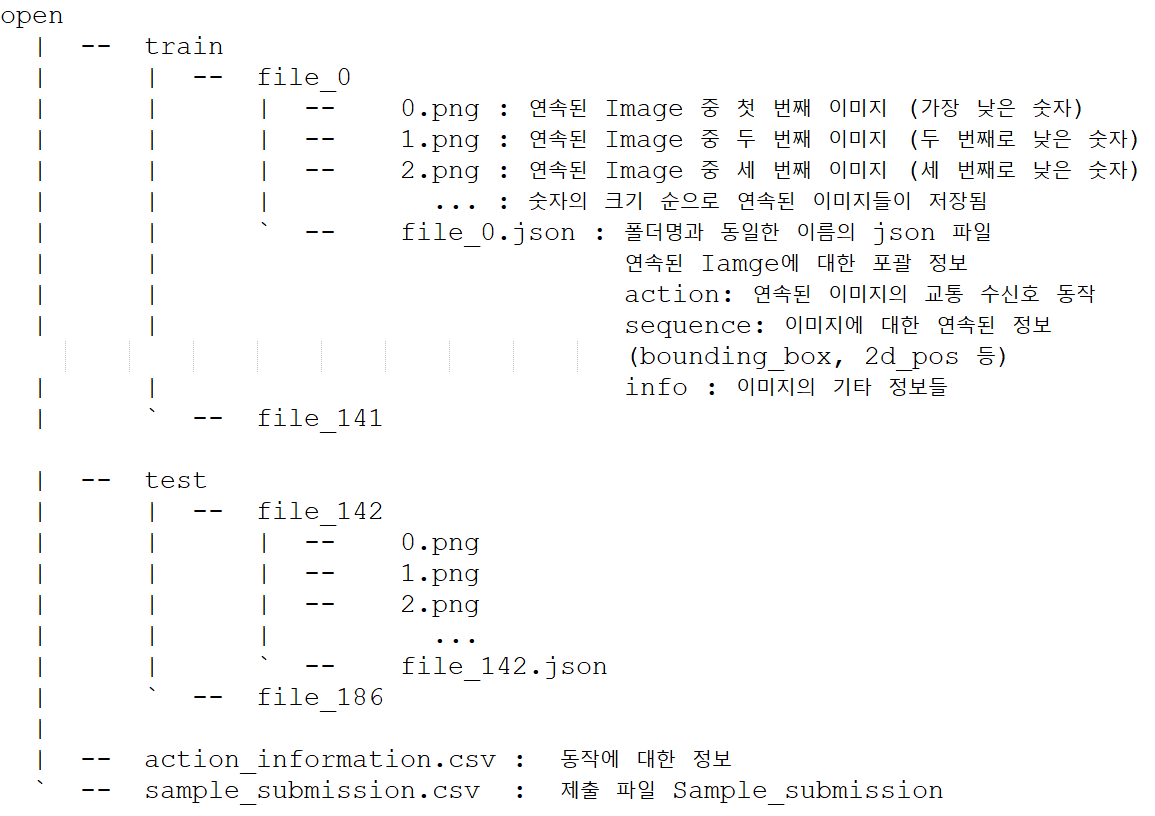 open
| -- train
| | -- file_0
| | | -- 0.png : 연속된 Image 중 첫 번째 이미지 (가장 낮은 숫자)
| | | -- 1.png : 연속된 Image 중 두 번째 이미지 (두 번째로 낮은 숫자)
| | | -- 2.png : 연속된 Image 중 세 번째 이미지 (세 번째로 낮은 숫자)
| | | ... : 숫자의 크기 순으로 연속된 이미지들이 저장됨
| | ` -- file_0.json : 폴더명과 동일한 이름의 json 파일
| | 연속된 Iamge에 대한 포괄 정보
| | action: 연속된 이미지의 교통 수신호 동작
| | sequence: 이미지에 대한 연속된 정보
(bounding_box, 2d_pos 등)
| | info : 이미지의 기타 정보들
| ` -- file_141
| -- test
| | -- file_142
| | | -- 0.png
| | | -- 1.png
| | | -- 2.png
| | | ...
| | ` -- file_142.json
| ` -- file_186
|
| -- action_information.csv : 동작에 대한 정보
` -- sample_submission.csv : 제출 파일 Sample_submission